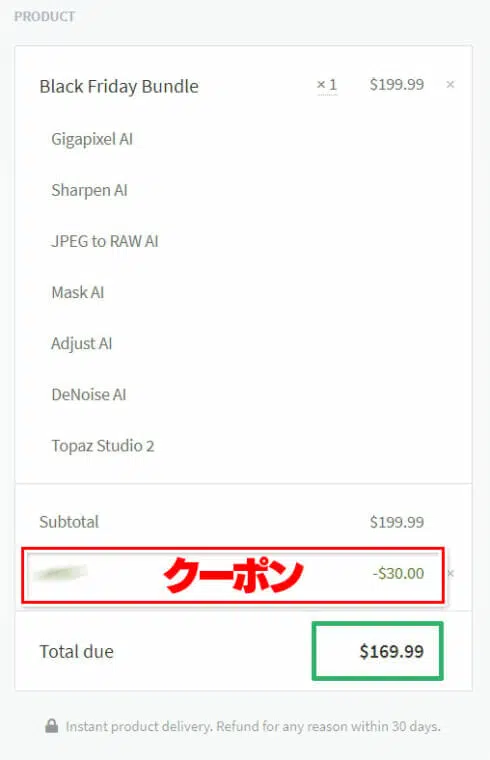 PRODUCT
Black Friday Bundle × 1 $199.99 ×
Gigapixel AI
Sharpen AI
JPEG to RAW AI
Mask AI
Adjust AI
DeNoise AI
Topaz Studio 2
Subtotal $199.99
クーポン -$30.00 ×
Total due $169.99
Instant product delivery. Refund for any reason within 30 days.